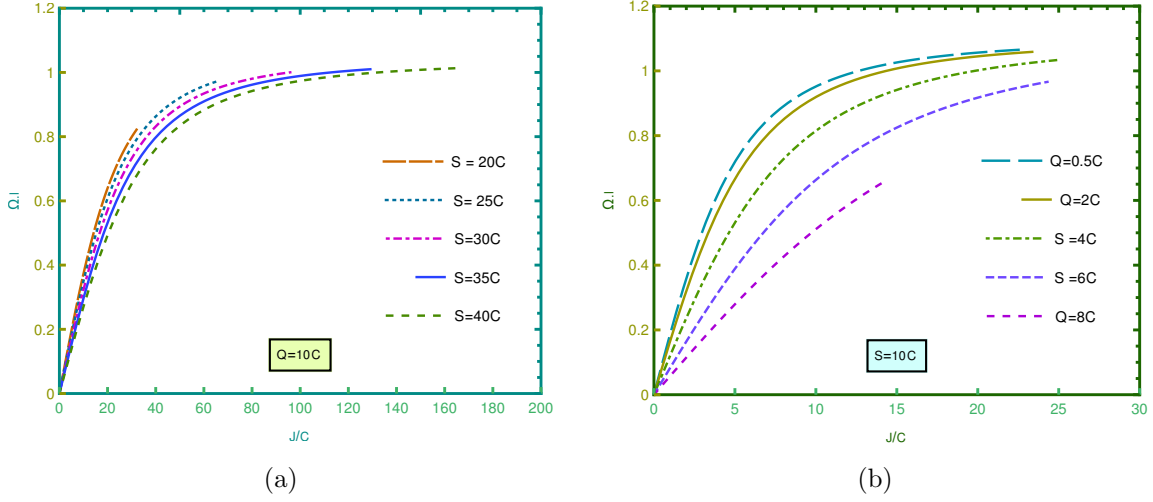 1.2
1
0.8
0.6
0.4
0.2
0
Ω.l
0 20 40 60 80 100 120 140 160 180 200
J/C
S = 20C
S= 25C
S=30C
S=35C
S=40C
Q=10C
(a)
1.2
1
0.8
0.6
0.4
0.2
0
Ω.l
0 5 10 15 20 25 30
J/C
Q=0.5C
Q=2C
S =4C
S =6C
Q=8C
S=10C
(b)